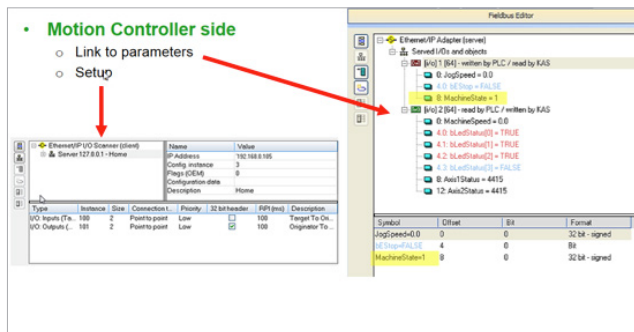 • Motion Controller side
o Link to parameters
o Setup
Ethernet/IP I/O Scanner (client)
Server 127.8.0.1 - Home
Name Value
IP Address 192.168.0.105
Config. instance 3
Flags (OEM) 0
Configuration date
Description Home
Type Instance Size Connection t... Priority 32 bit header RPI (ms) Description
I/O: Inputs (To... 100 2 Point to point Low 100 Target To Ori...
I/O: Outputs (... 101 2 Point to point Low 100 Originator To ...
Fieldbus Editor
Ethernet/IP Adapter (server)
Served I/Os and objects
[i/o] 1 [64] - written by PLC / read by KAS
0: JogSpeed = 0.0
4.0: bEStop = FALSE
8: MachineState = 1
[i/o] 2 [64] - read by PLC / written by KAS
0: MachineSpeed = 0.0
4.0: bLedStatus[0] = TRUE
4.1: bLedStatus[1] = TRUE
4.2: bLedStatus[2] = TRUE
4.3: bLedStatus[3] = FALSE
8: Axis1Status = 4415
12: Axis2Status = 4415
Symbol Offset Bit Format
JogSpeed=0.0 0 0 32 bit - signed
bEStop=FALSE 4 0 Bit
MachineState=1 8 0 32 bit - signed